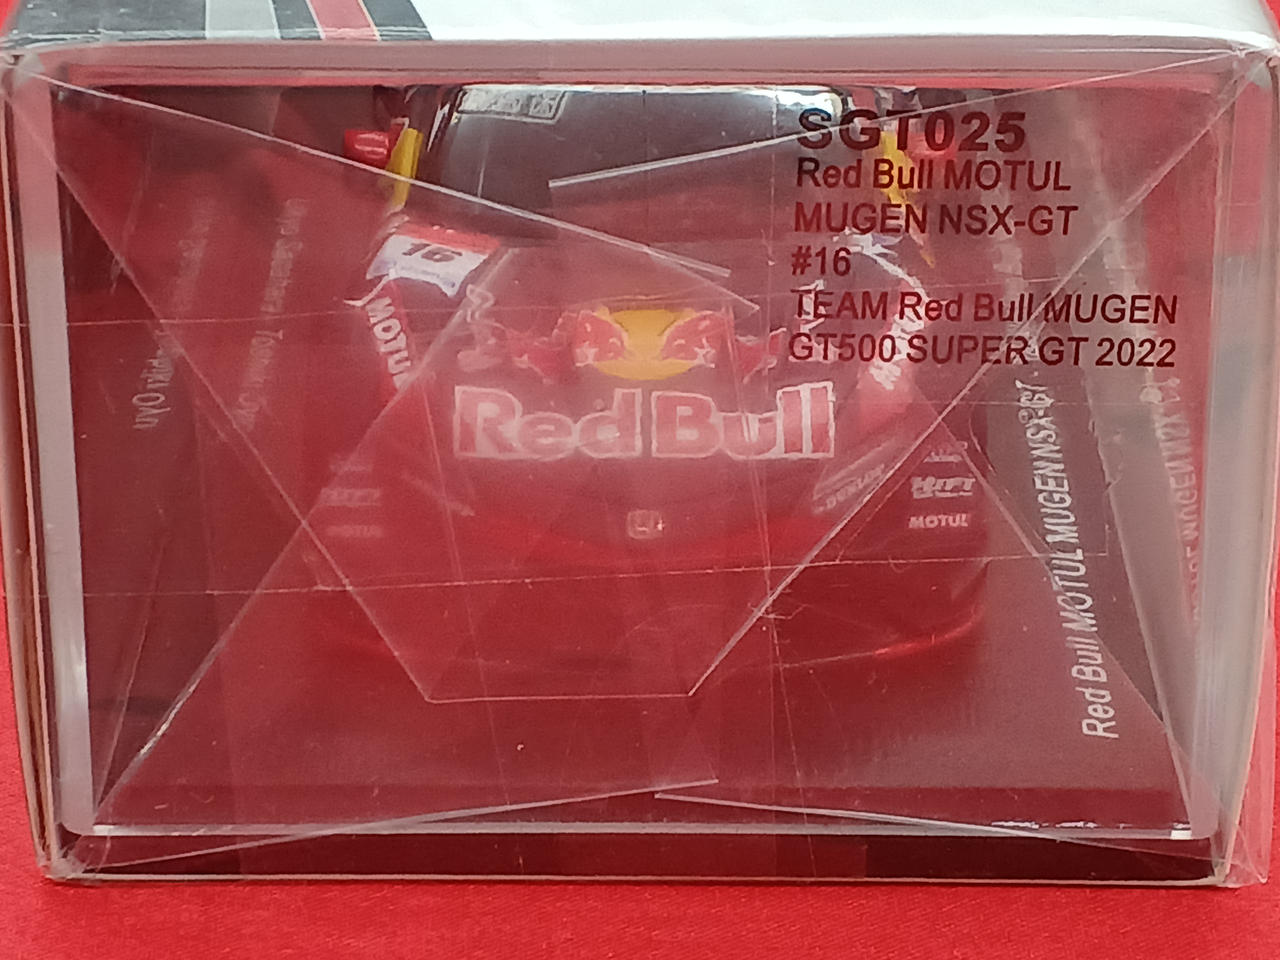 SGT025
Red Bull MOTUL
MUGEN NSX-GT
#16
TEAM Red Bull MUGEN
GT500 SUPER GT 2022
16
MOTUL
Red Bull
DUNLOP
MOTUL
Red Bull MOTUL MUGEN NSX-GT